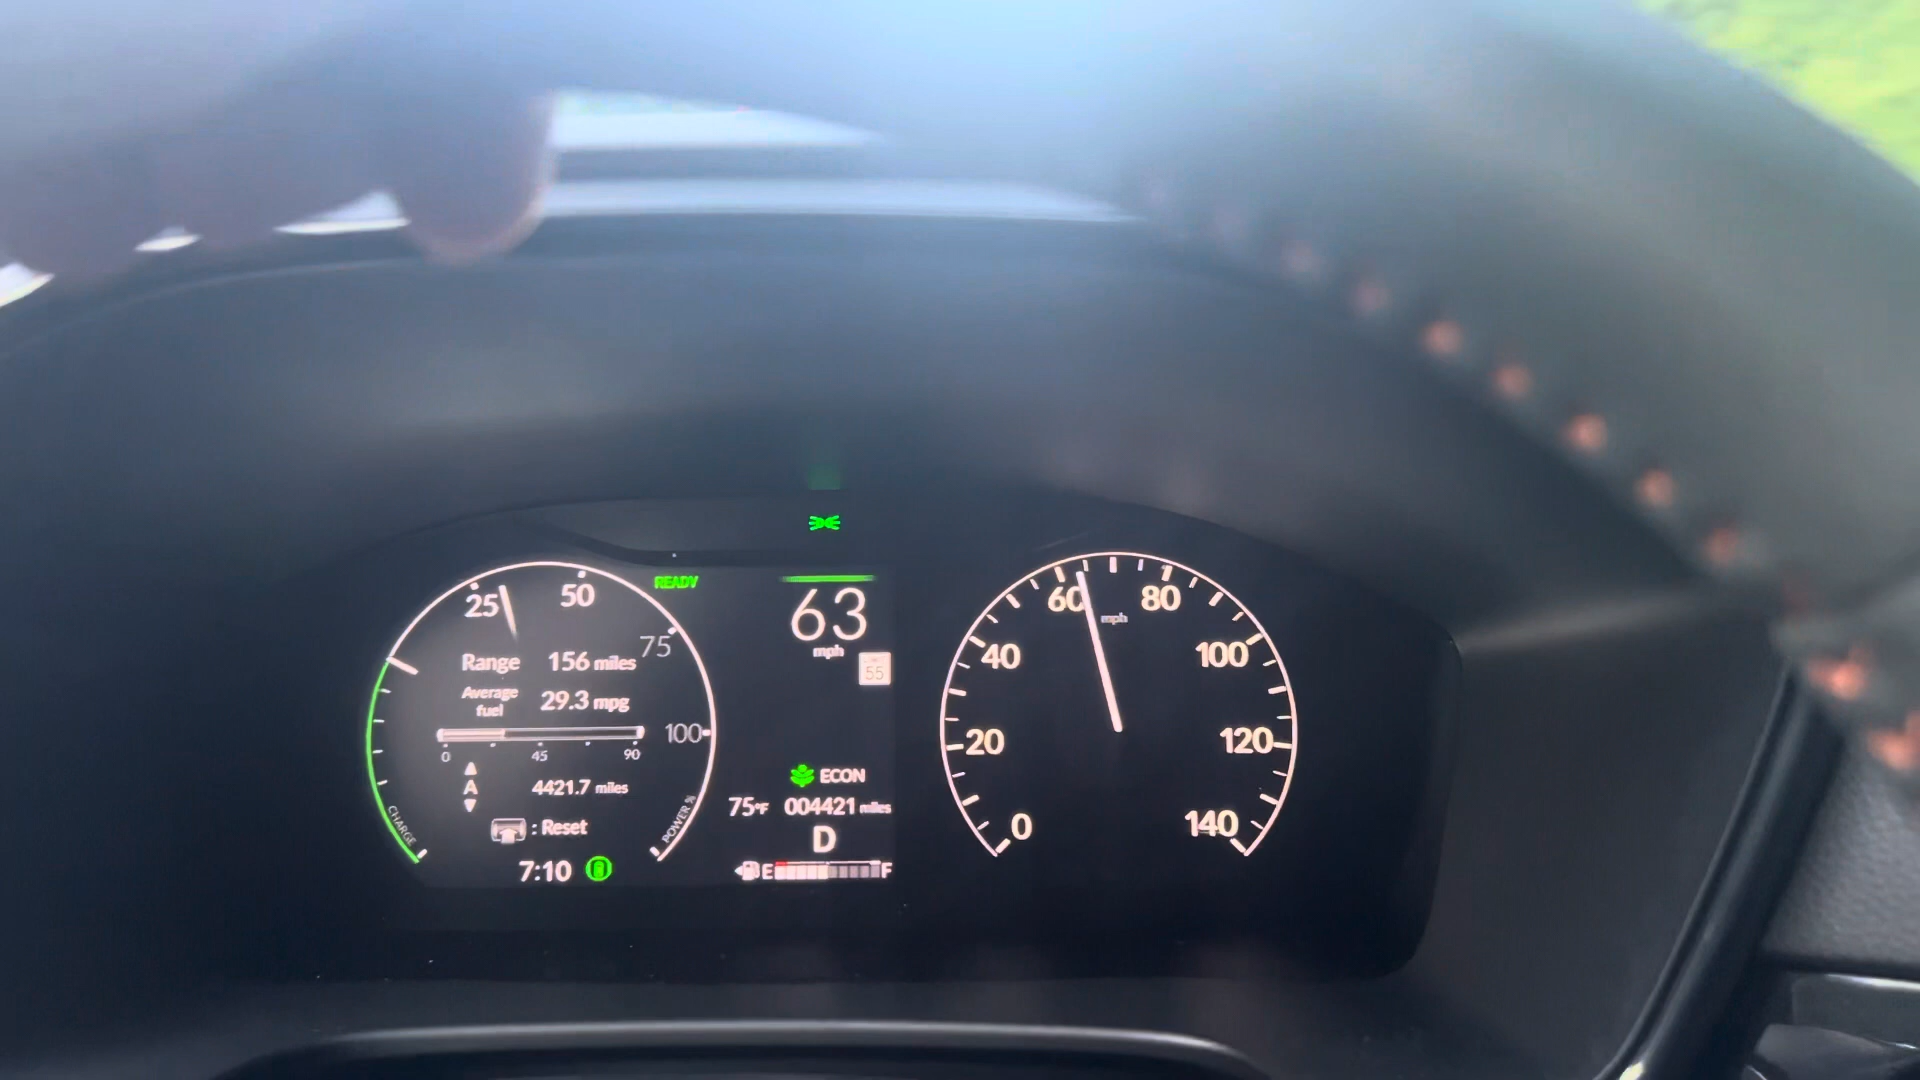 READY
25
50
75
100
Range 156 miles
Average fuel 29.3 mpg
0 45 90
A 4421.7 miles
: Reset
CHARGE
POWER %
7:10
63
mph
55
ECON
75°F 004421 miles
D
E F
0
20
40
60
80
100
120
140
mph